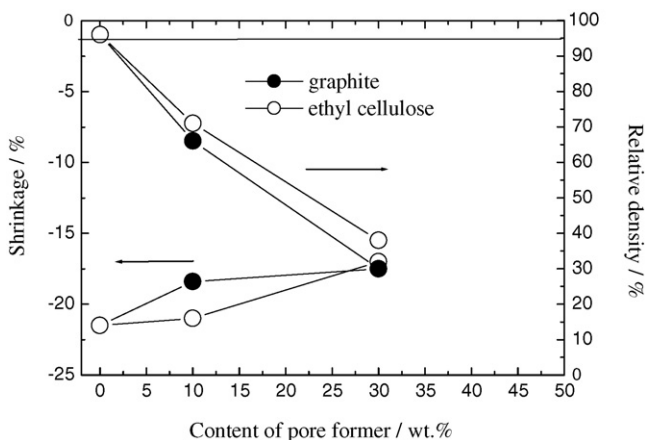 0
-5
-10
-15
-20
-25
Shrinkage / %
100
90
80
70
60
50
40
30
20
10
0
Relative density / %
graphite
ethyl cellulose
0 5 10 15 20 25 30 35 40 45 50
Content of pore former / wt.%